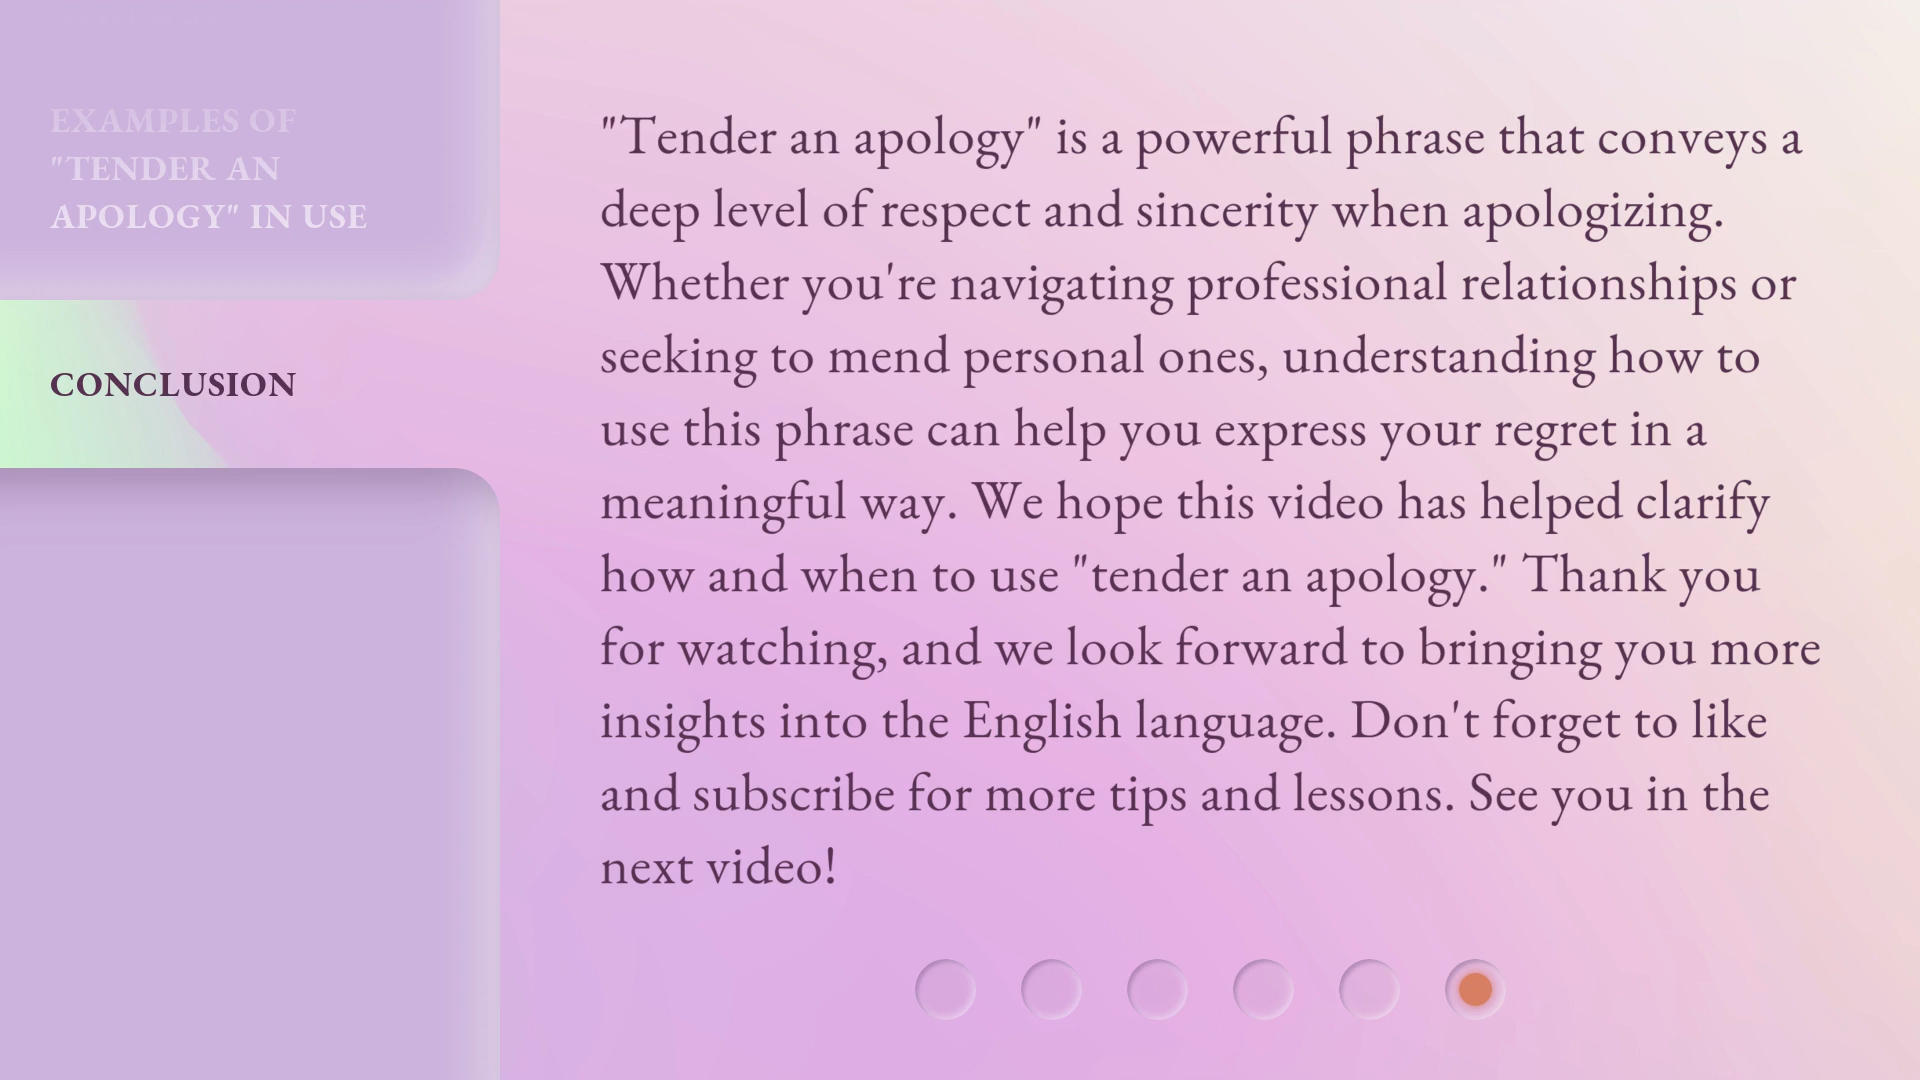 EXAMPLES OF
"TENDER AN
APOLOGY" IN USE
CONCLUSION
"Tender an apology" is a powerful phrase that conveys a
deep level of respect and sincerity when apologizing.
Whether you're navigating professional relationships or
seeking to mend personal ones, understanding how to
use this phrase can help you express your regret in a
meaningful way. We hope this video has helped clarify
how and when to use "tender an apology." Thank you
for watching, and we look forward to bringing you more
insights into the English language. Don't forget to like
and subscribe for more tips and lessons. See you in the
next video!